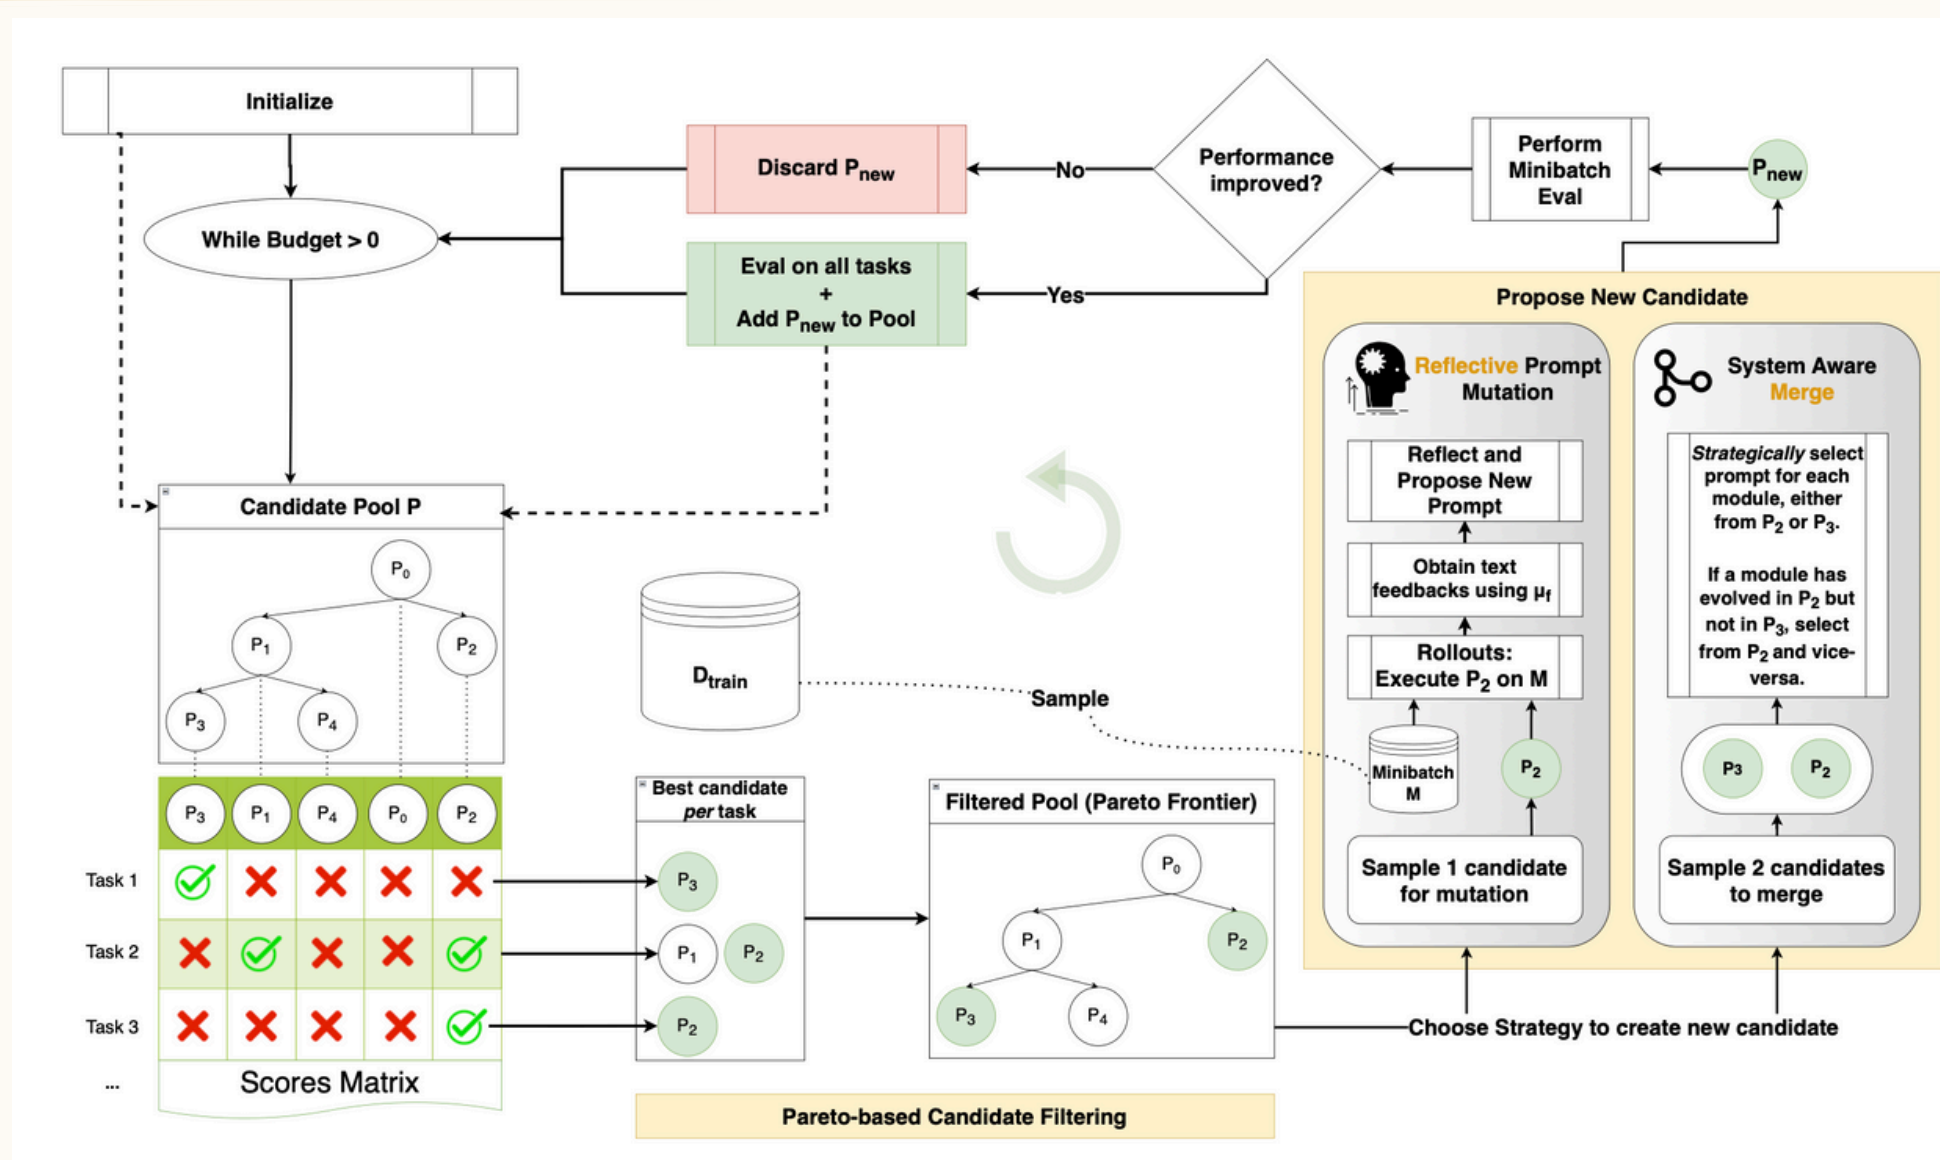 Initialize
While Budget > 0
Discard Pnew
No
Performance
improved?
Perform
Minibatch
Eval
Pnew
Eval on all tasks
+
Add Pnew to Pool
Yes
Propose New Candidate
Reflective Prompt
Mutation
Reflect and
Propose New
Prompt
Obtain text
feedbacks using μf
Rollouts:
Execute P2 on M
Minibatch
M
P2
Sample 1 candidate
for mutation
System Aware
Merge
Strategically select
prompt for each
module, either
from P2 or P3.
If a module has
evolved in P2 but
not in P3, select
from P2 and vice-
versa.
P3 P2
Sample 2 candidates
to merge
Candidate Pool P
P0
P1 P2
P3 P4
Dtrain
Sample
P3 P1 P4 P0 P2
Task 1
Task 2
Task 3
...
Scores Matrix
Best candidate
per task
P3
P1 P2
P2
Filtered Pool (Pareto Frontier)
P0
P1 P2
P3 P4
Choose Strategy to create new candidate
Pareto-based Candidate Filtering